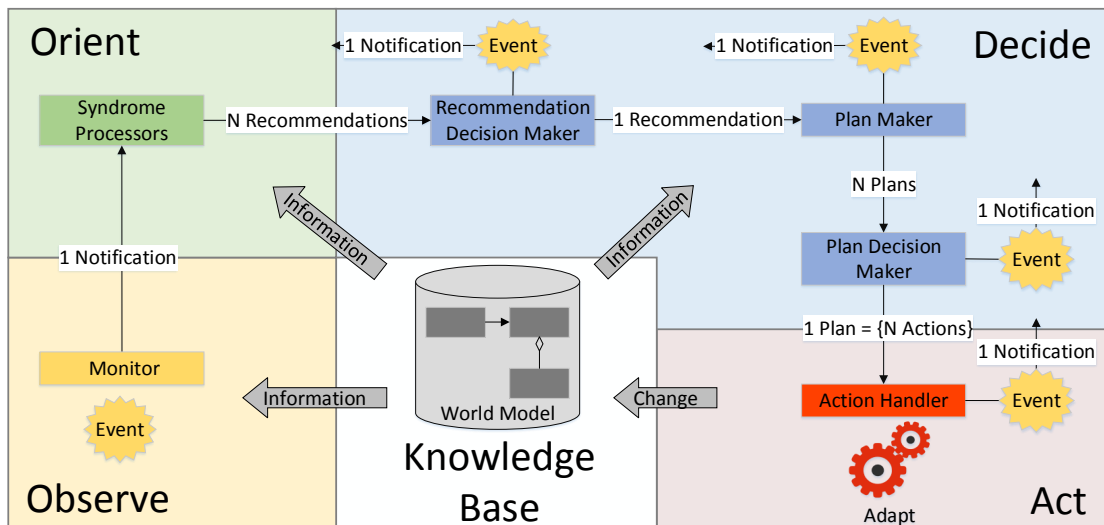 Orient
1 Notification
Event
1 Notification
Event
Decide
Syndrome
Processors
N Recommendations
Recommendation
Decision Maker
1 Recommendation
Plan Maker
N Plans
Information
Information
1 Notification
1 Notification
Plan Decision
Maker
Event
1 Plan = {N Actions}
1 Notification
Monitor
Information
World Model
Change
Action Handler
Event
Event
Knowledge
Base
Observe
Adapt
Act